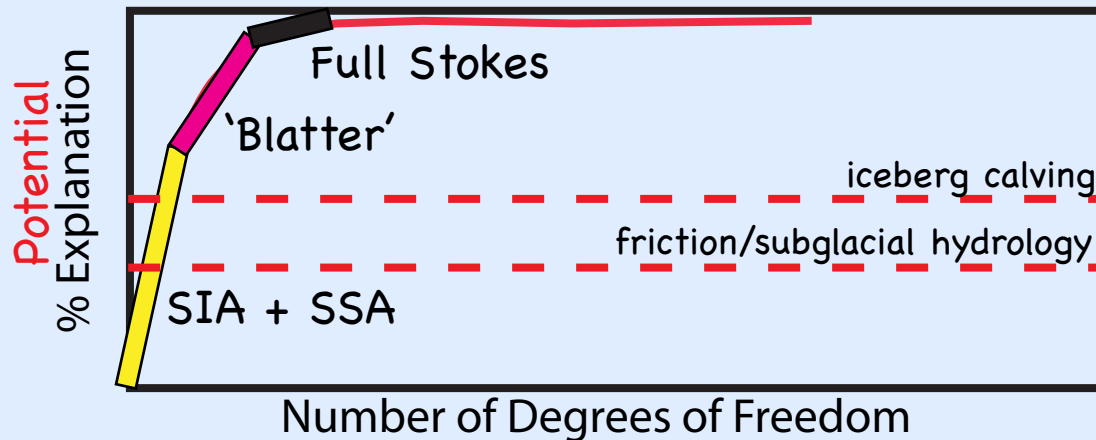 Potential
% Explanation
Full Stokes
‘Blatter’
iceberg calving
friction/subglacial hydrology
SIA + SSA
Number of Degrees of Freedom